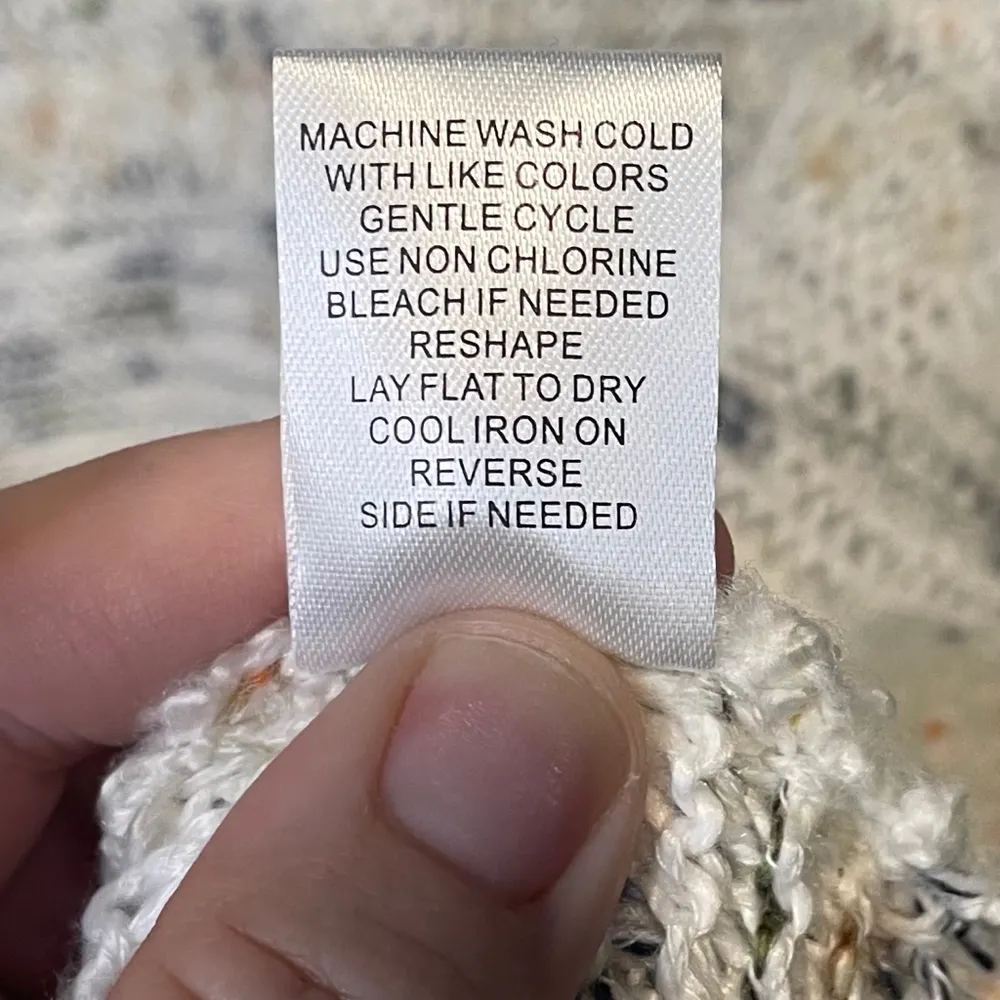 MACHINE WASH COLD
WITH LIKE COLORS
GENTLE CYCLE
USE NON CHLORINE
BLEACH IF NEEDED
RESHAPE
LAY FLAT TO DRY
COOL IRON ON
REVERSE
SIDE IF NEEDED